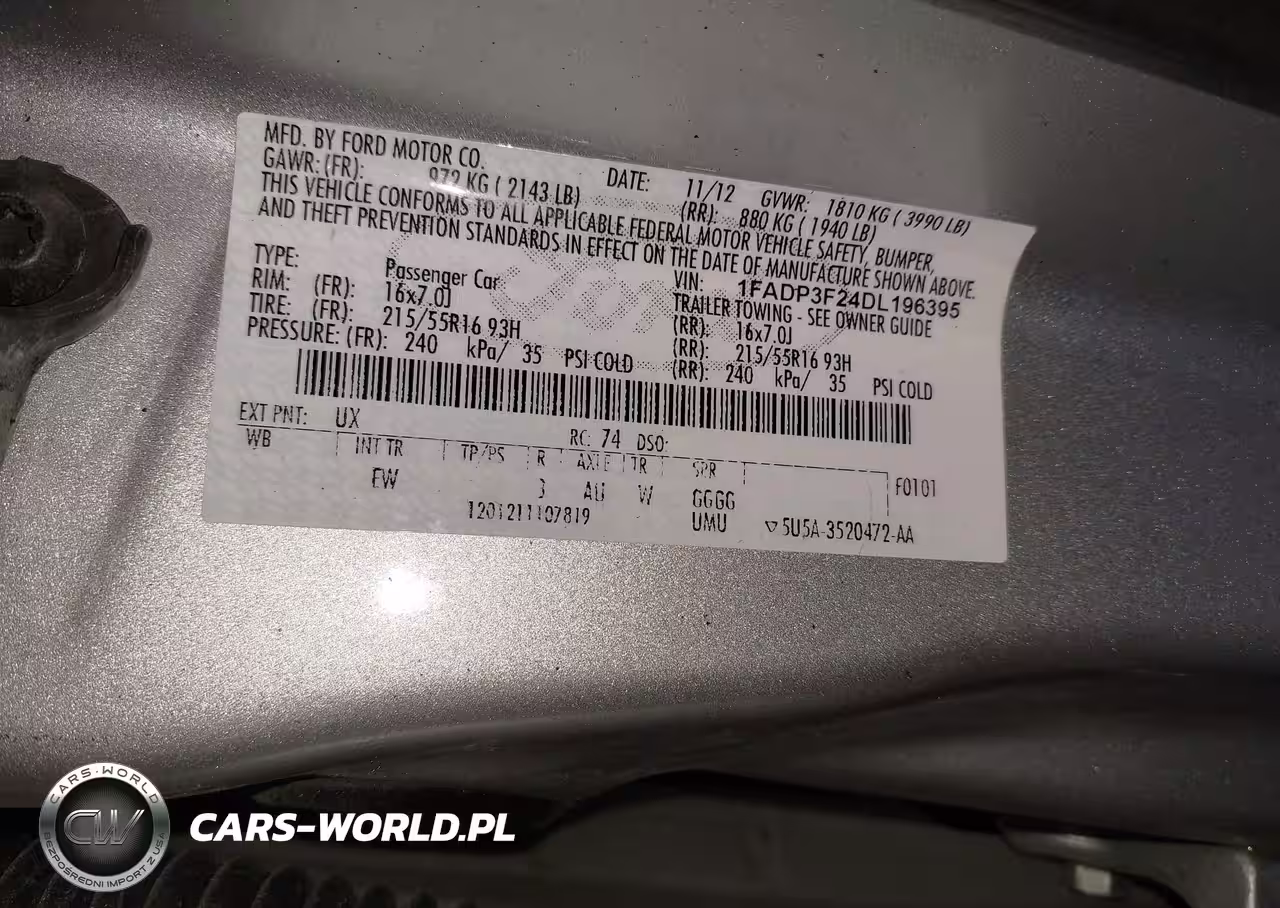 MFD. BY FORD MOTOR CO. DATE: 11/12 GVWR: 1810 KG ( 3990 LB)
GAWR: (FR): 972 KG ( 2143 LB) (RR): 880 KG ( 1940 LB)
THIS VEHICLE CONFORMS TO ALL APPLICABLE FEDERAL MOTOR VEHICLE SAFETY, BUMPER,
AND THEFT PREVENTION STANDARDS IN EFFECT ON THE DATE OF MANUFACTURE SHOWN ABOVE.
VIN: 1FADP3F24DL196395
TYPE: Passenger Car TRAILER TOWING - SEE OWNER GUIDE
RIM: (FR): 16x7.0J (RR): 16x7.0J
TIRE: (FR): 215/55R16 93H (RR): 215/55R16 93H
PRESSURE: (FR): 240 kPa/ 35 PSI COLD (RR): 240 kPa/ 35 PSI COLD
EXT PNT: UX RC: 74 DSO:
WB INT TR TP/PS R AXLE TR SPR F0101
EW 3 AU W GGGG
1201211107819 UMU 5U5A-3520472-AA
CARS-WORLD
CW
BEZPOŚREDNI IMPORT Z USA
CARS-WORLD.PL